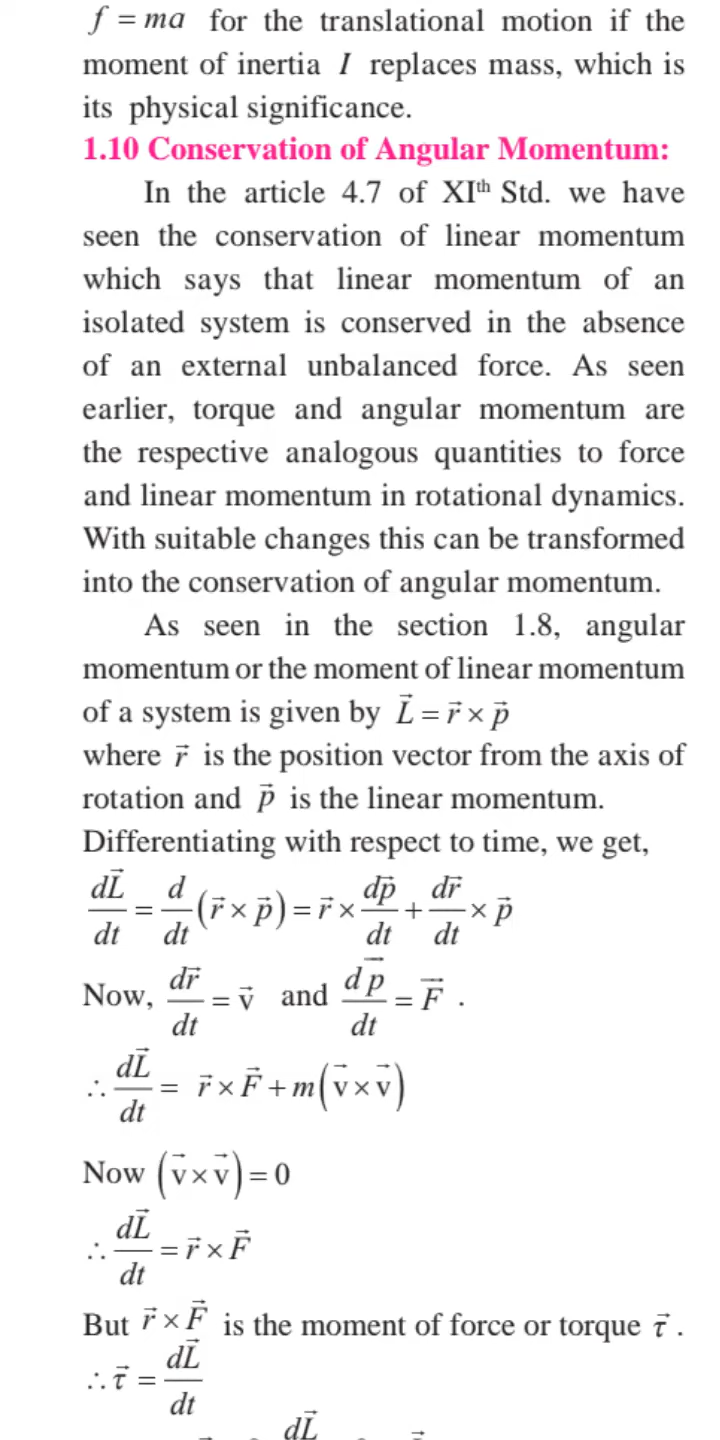 f = ma for the translational motion if the
moment of inertia I replaces mass, which is
its physical significance.
1.10 Conservation of Angular Momentum:
In the article 4.7 of XIth Std. we have
seen the conservation of linear momentum
which says that linear momentum of an
isolated system is conserved in the absence
of an external unbalanced force. As seen
earlier, torque and angular momentum are
the respective analogous quantities to force
and linear momentum in rotational dynamics.
With suitable changes this can be transformed
into the conservation of angular momentum.
As seen in the section 1.8, angular
momentum or the moment of linear momentum
of a system is given by L⃗ = r⃗ × p⃗
where r⃗ is the position vector from the axis of
rotation and p⃗ is the linear momentum.
Differentiating with respect to time, we get,
dL⃗/dt = d/dt (r⃗ × p⃗) = r⃗ × dp⃗/dt + dr⃗/dt × p⃗
Now, dr⃗/dt = v⃗ and dp⃗/dt = F⃗ .
∴ dL⃗/dt = r⃗ × F⃗ + m(v⃗ × v⃗)
Now (v⃗ × v⃗) = 0
∴ dL⃗/dt = r⃗ × F⃗
But r⃗ × F⃗ is the moment of force or torque τ⃗ .
∴ τ⃗ = dL⃗/dt
dL⃗